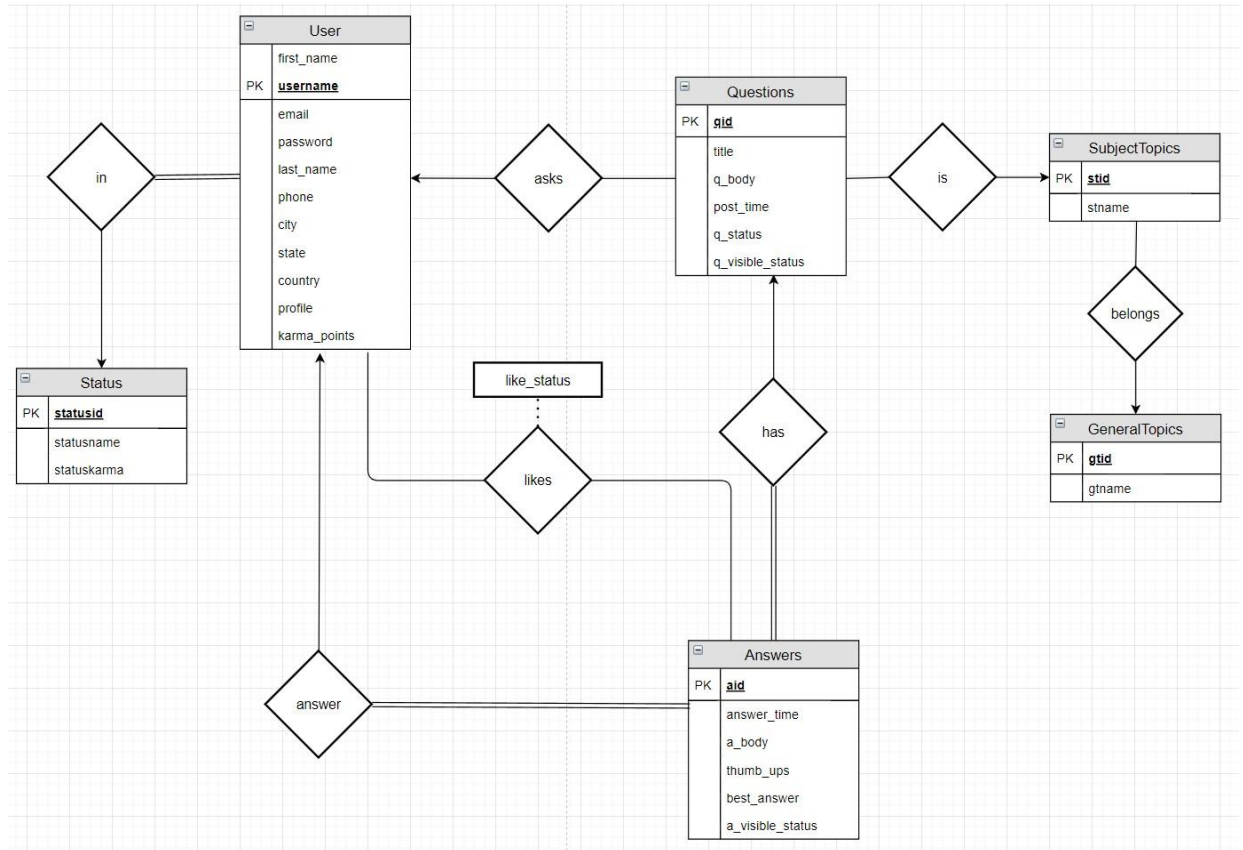 User
first_name
PK username
email
password
last_name
phone
city
state
country
profile
karma_points
in
Status
PK statusid
statusname
statuskarma
asks
Questions
PK qid
title
q_body
post_time
q_status
q_visible_status
is
SubjectTopics
PK stid
stname
belongs
GeneralTopics
PK gtid
gtname
like_status
likes
has
answer
Answers
PK aid
answer_time
a_body
thumb_ups
best_answer
a_visible_status